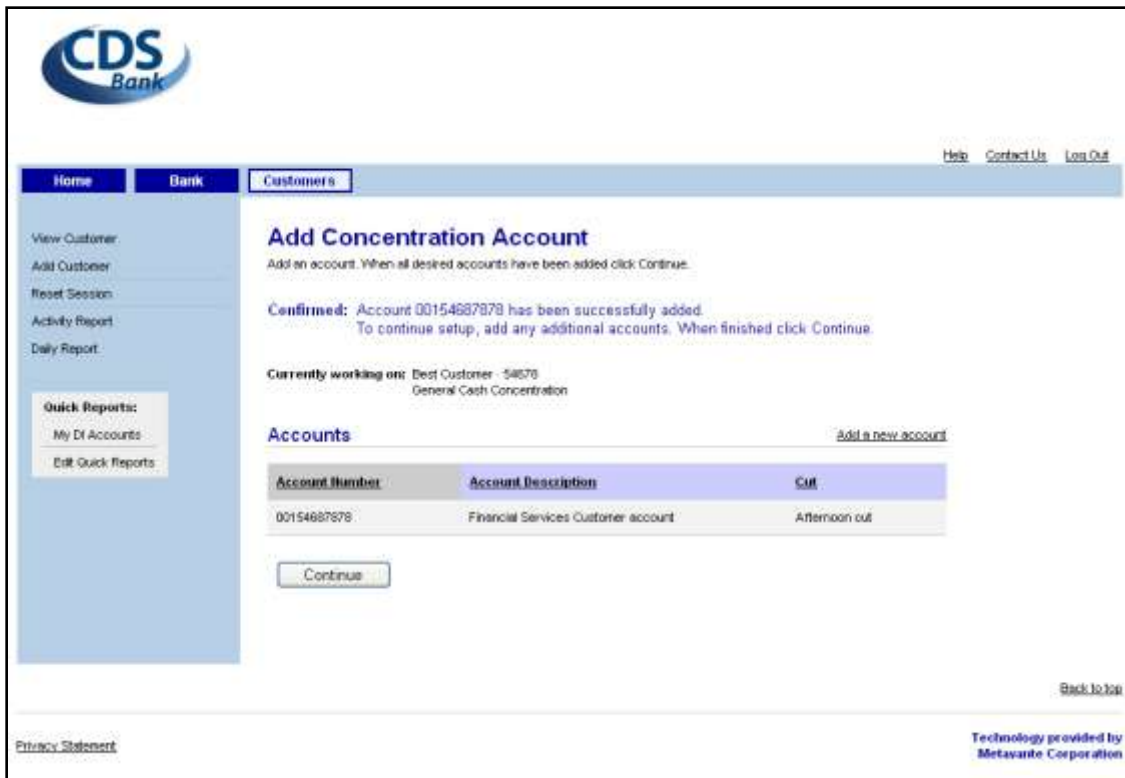 CDS
Bank
Help Contact Us Log Out
Home Bank Customers
View Customer
Add Customer
Reset Session
Activity Report
Daily Report
Quick Reports:
My DI Accounts
Edit Quick Reports
Add Concentration Account
Add an account. When all desired accounts have been added click Continue.
Confirmed: Account 00154687878 has been successfully added.
To continue setup, add any additional accounts. When finished click Continue.
Currently working on: Best Customer - 54678
General Cash Concentration
Accounts Add a new account
Account Number Account Description Cut
00154687878 Financial Services Customer account Afternoon cut
Continue
Back to top
Privacy Statement
Technology provided by
Metavante Corporation